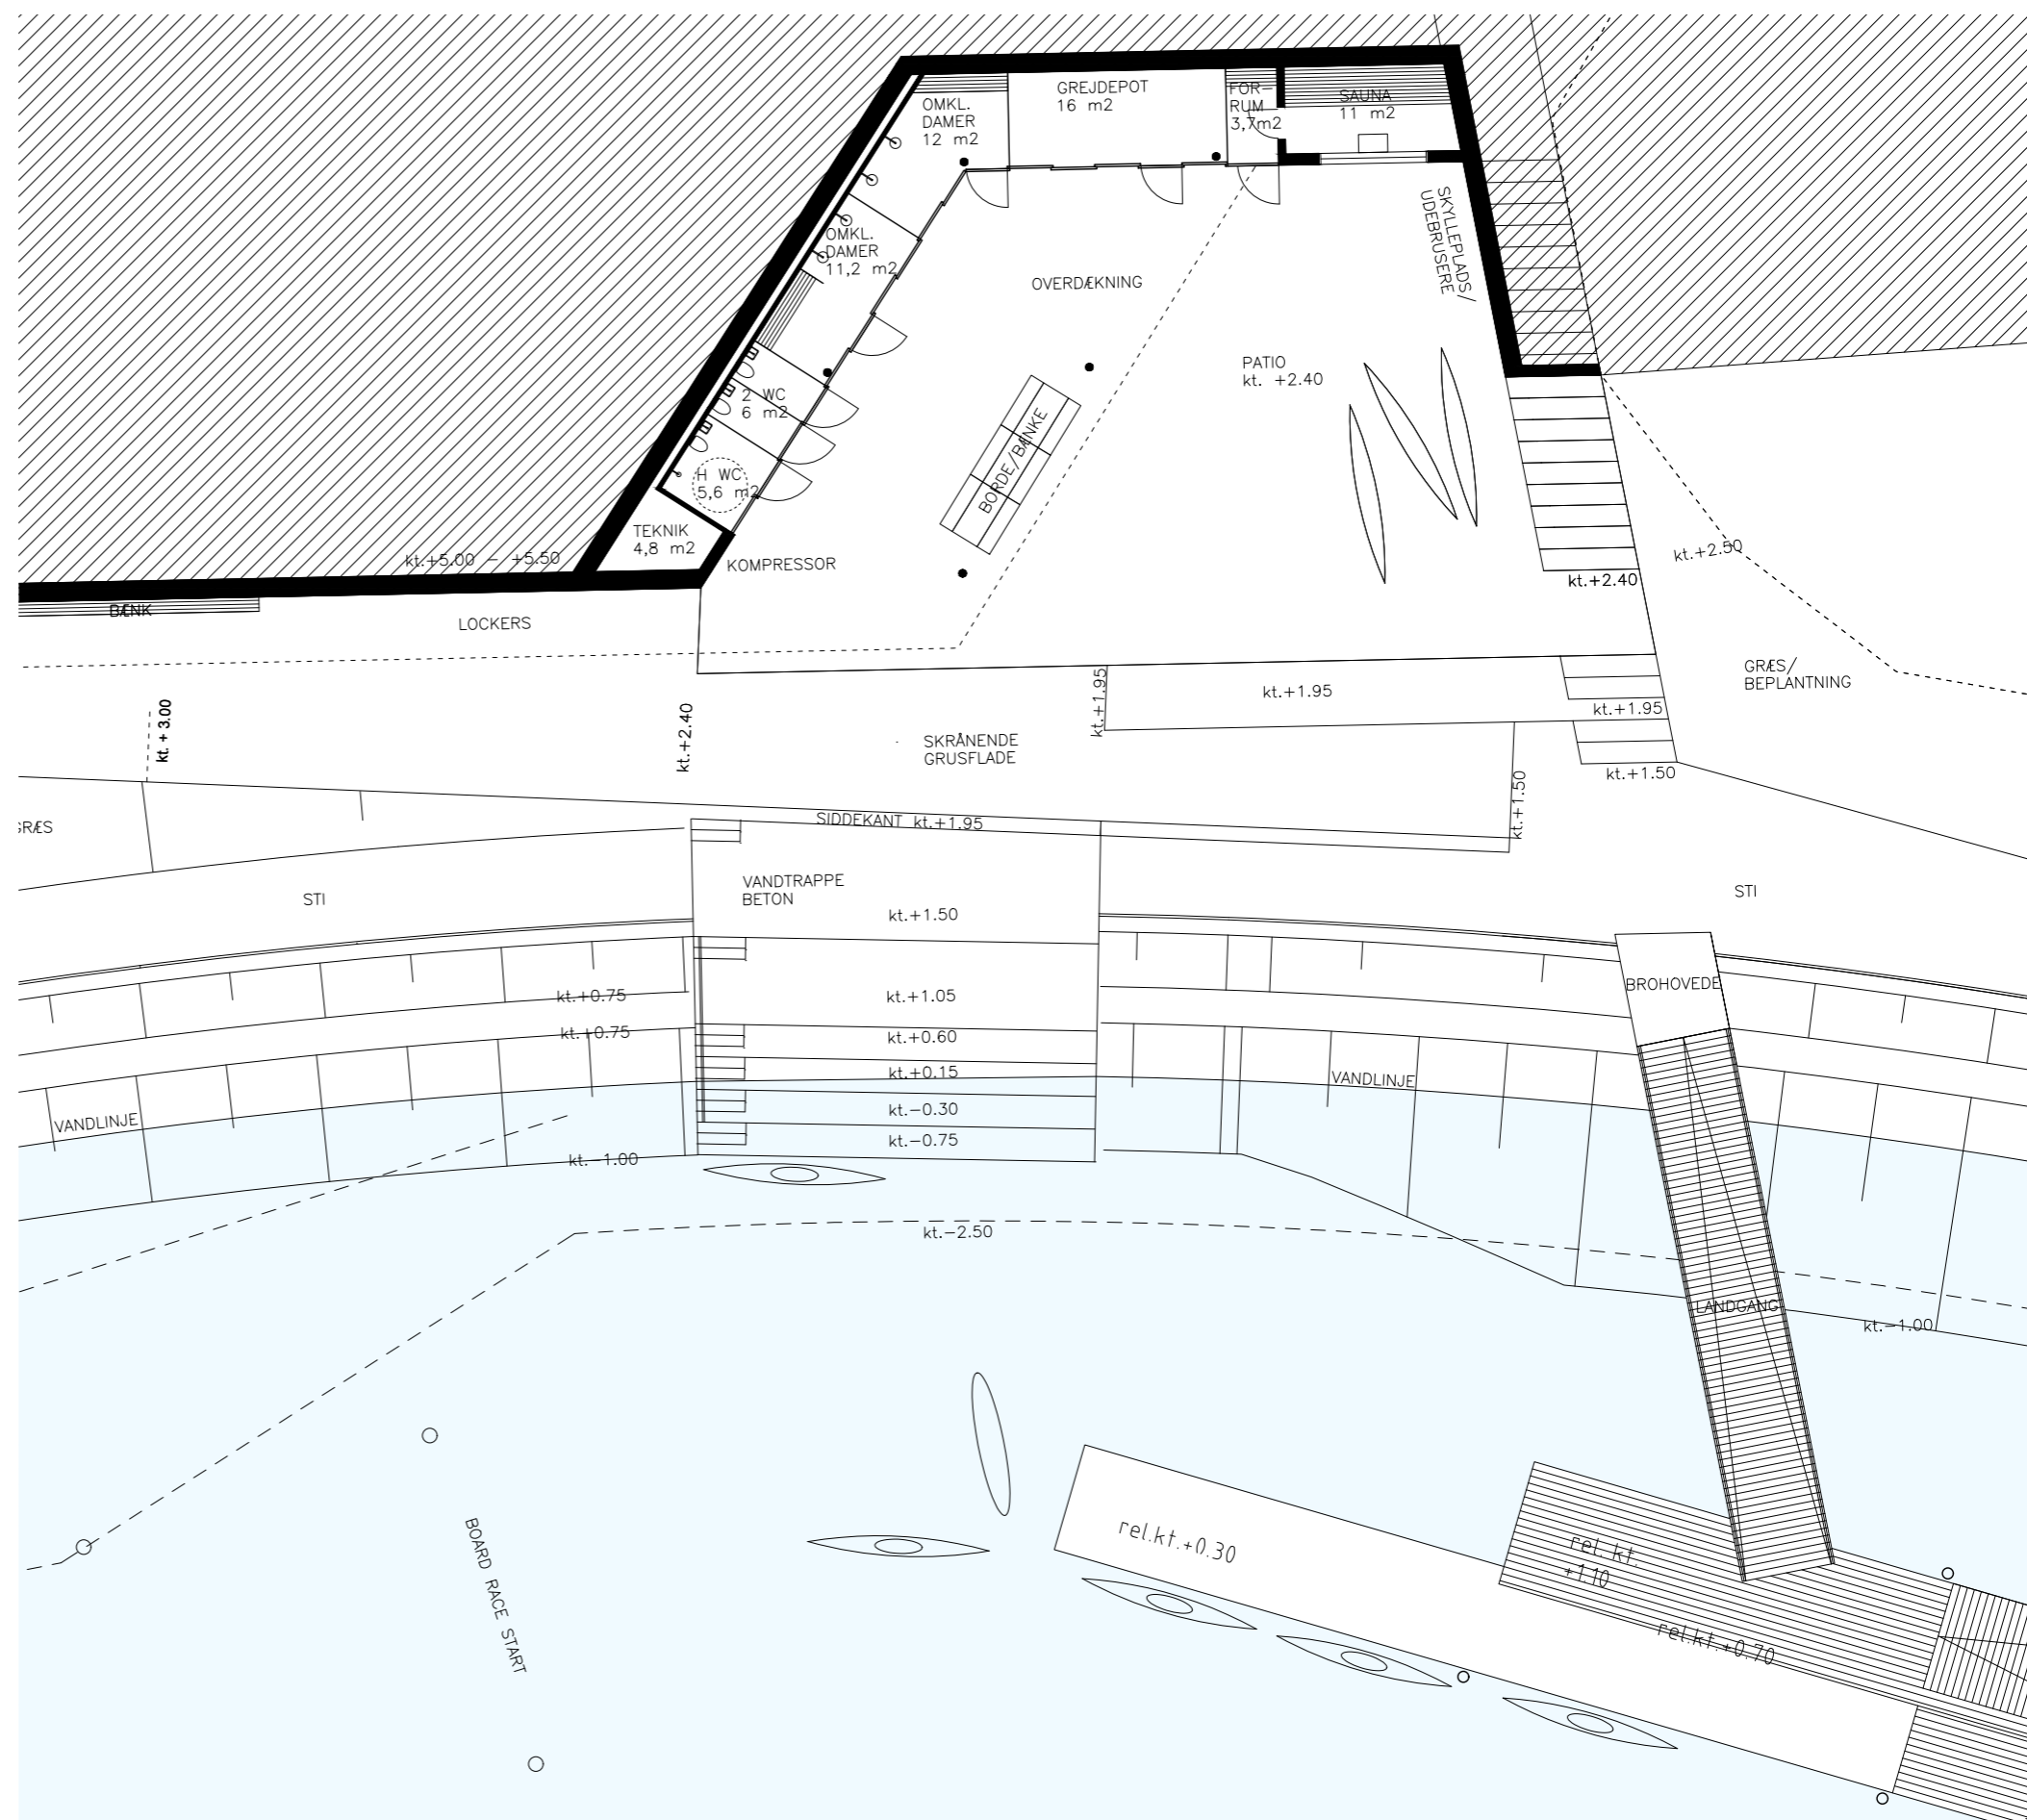 OMKL.
DAMER
12 m2
GREJDEPOT
16 m2
FOR-
RUM
3,7m2
SAUNA
11 m2
OMKL.
DAMER
11,2 m2
SKYLLEPLADS/
UDEBRUSERE
OVERDÆKNING
PATIO
kt. +2.40
2 WC
6 m2
BORDE/BÆNKE
H WC
5,6 m2
TEKNIK
4,8 m2
KOMPRESSOR
kt.+5.00 - +5.50
kt.+2.50
kt.+2.40
BÆNK
LOCKERS
GRÆS/
BEPLANTNING
kt. + 3.00
kt.+2.40
kt.+1.95
kt.+1.95
kt.+1.95
SKRÅNENDE
GRUSFLADE
kt.+1.50
kt.+1.50
GRÆS
SIDDEKANT kt.+1.95
STI
VANDTRAPPE
BETON
kt.+1.50
STI
kt.+0.75
kt.+1.05
BROHOVEDE
kt.+0.75
kt.+0.60
kt.+0.15
VANDLINJE
VANDLINJE
kt.-0.30
kt.-0.75
kt.-1.00
kt.-2.50
LANDGANG
kt.-1.00
BOARD RACE START
rel.kt.+0.30
rel. kt.
+1.10
rel.kt.+0.70